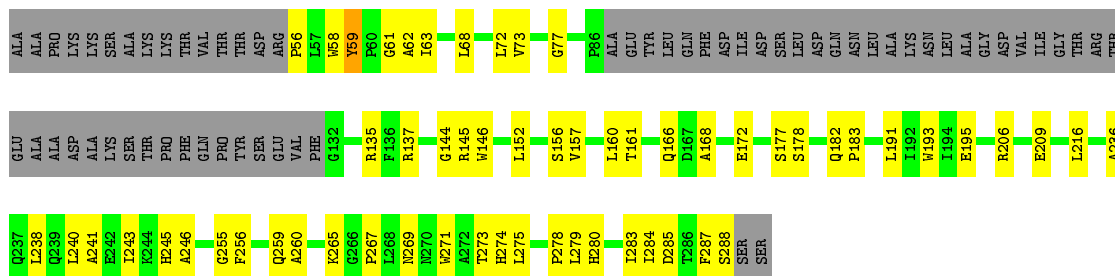 ALA ALA PRO LYS LYS SER ALA LYS LYS THR VAL THR THR ASP ARG P56 L57 W58 Y59 P60 G61 A62 I63 L68 L72 V73 G77 P86 ALA GLU TYR LEU GLN PHE ASP ILE ASP SER LEU ASP GLN ASN LEU ALA LYS ASN LEU ALA GLY ASP VAL ILE GLY THR ARG THR
GLU ALA ALA ASP ALA LYS SER THR PRO PHE GLN PRO TYR SER GLU VAL PHE G132 R135 F136 R137 G144 R145 W146 L152 S156 V157 L160 T161 Q166 D167 A168 E172 S177 S178 Q182 P183 L191 I192 W193 I194 E195 R206 E209 L216 A236
Q237 L238 Q239 L240 A241 E242 I243 K244 H245 A246 G255 F256 Q259 A260 K265 G266 P267 L268 N269 N270 W271 A272 T273 H274 L275 P278 L279 H280 I283 I284 D285 I286 F287 S288 SER SER